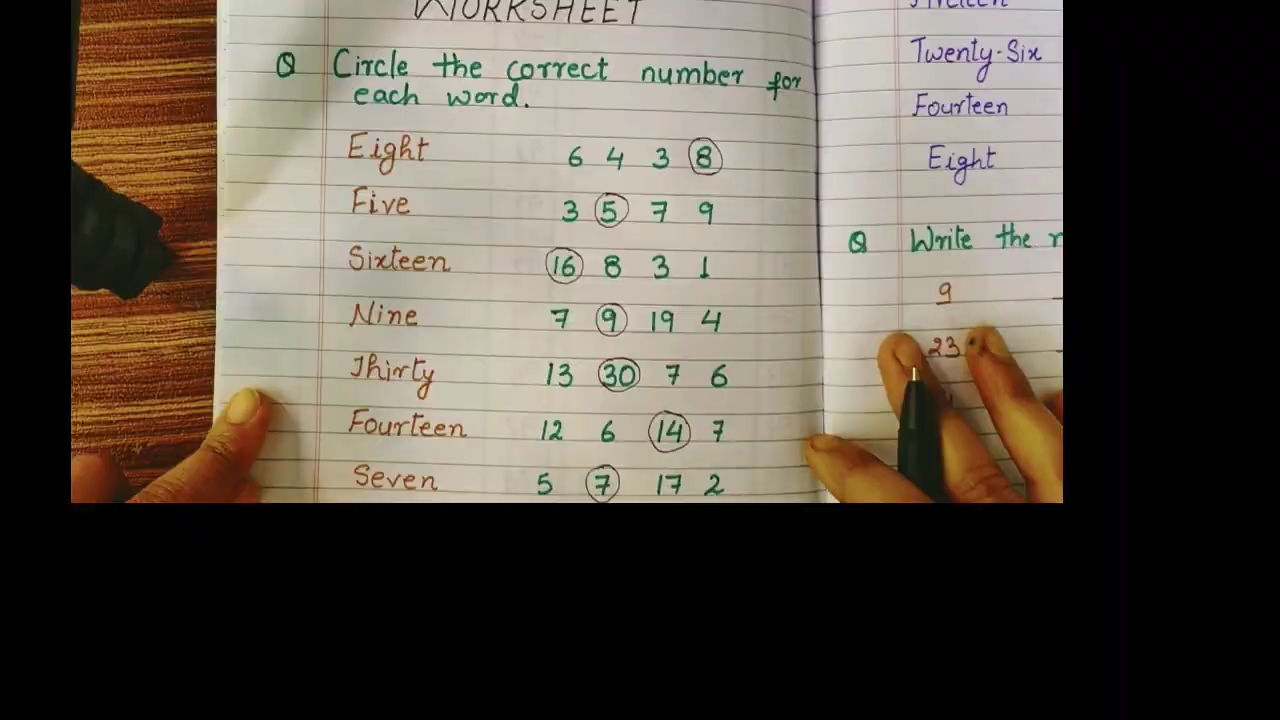 WORKSHEET
Q Circle the correct number for
each word.
Eight 6 4 3 8
Five 3 5 7 9
Sixteen 16 8 3 1
Nine 7 9 19 4
Thirty 13 30 7 6
Fourteen 12 6 14 7
Seven 5 7 17 2
Twenty-Six
Fourteen
Eight
Q Write the
9
23